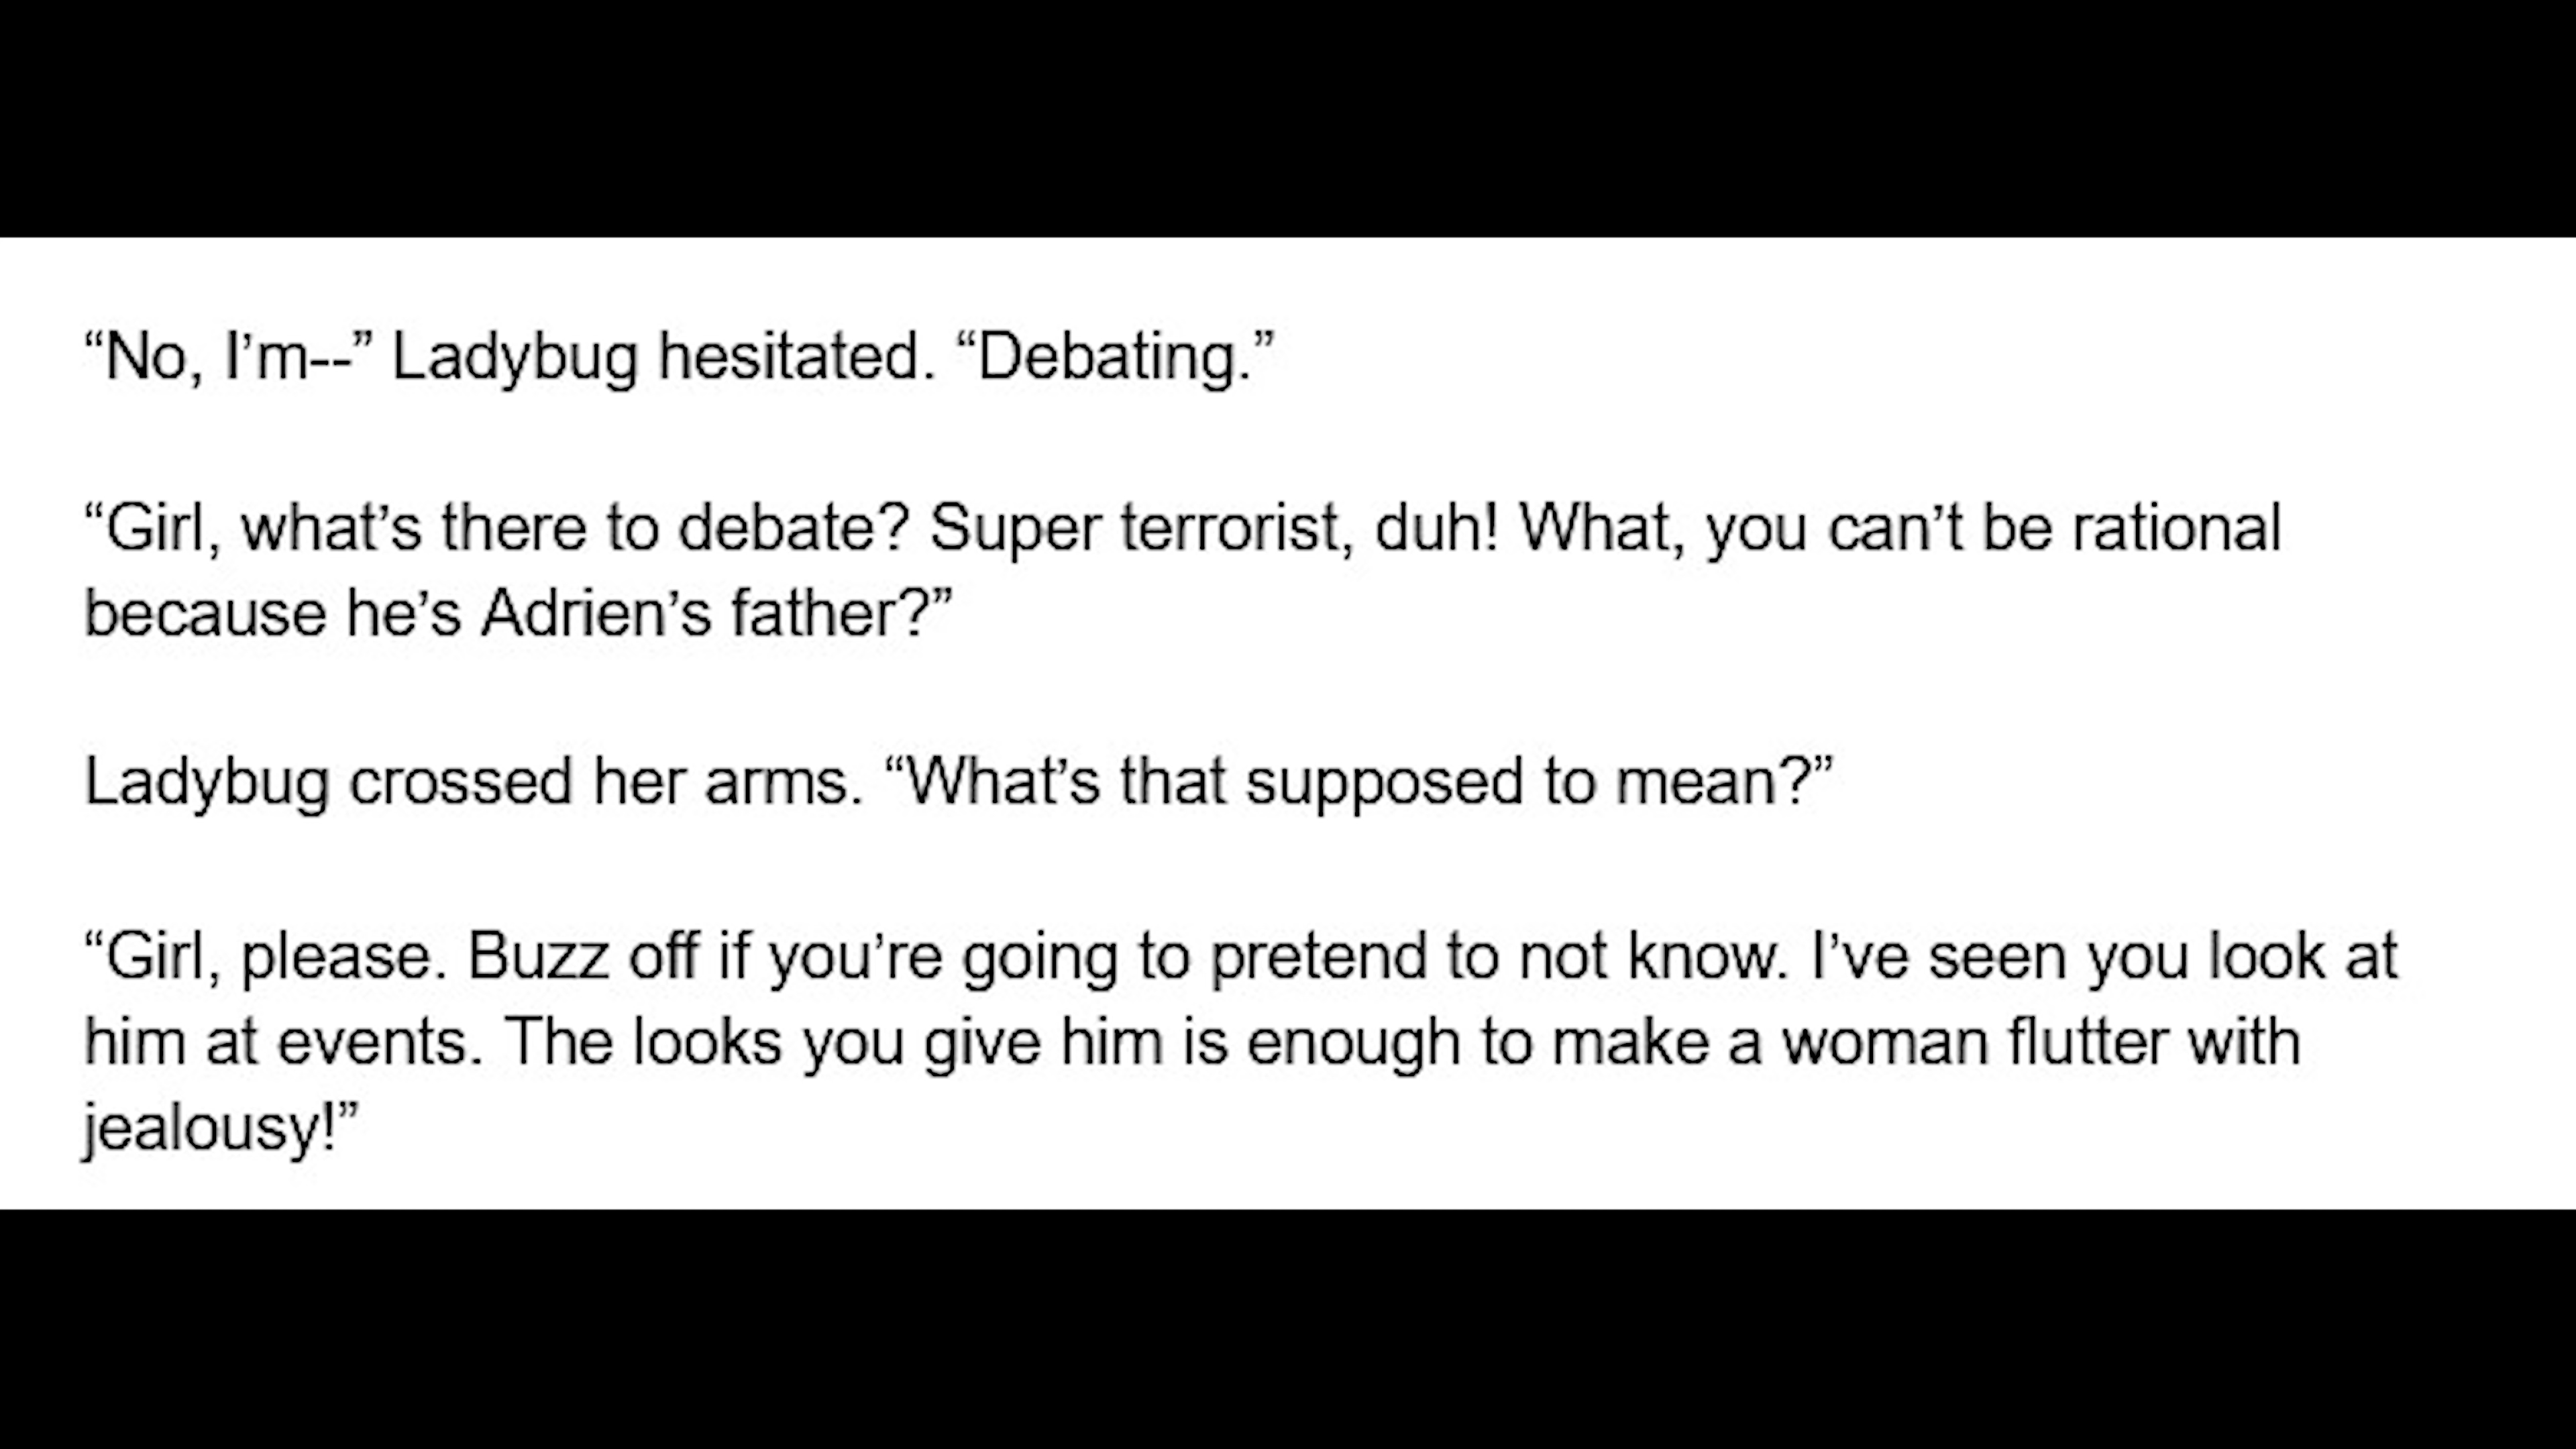 “No, I’m--” Ladybug hesitated. “Debating.”
“Girl, what’s there to debate? Super terrorist, duh! What, you can’t be rational
because he’s Adrien’s father?”
Ladybug crossed her arms. “What’s that supposed to mean?”
“Girl, please. Buzz off if you’re going to pretend to not know. I’ve seen you look at
him at events. The looks you give him is enough to make a woman flutter with
jealousy!”